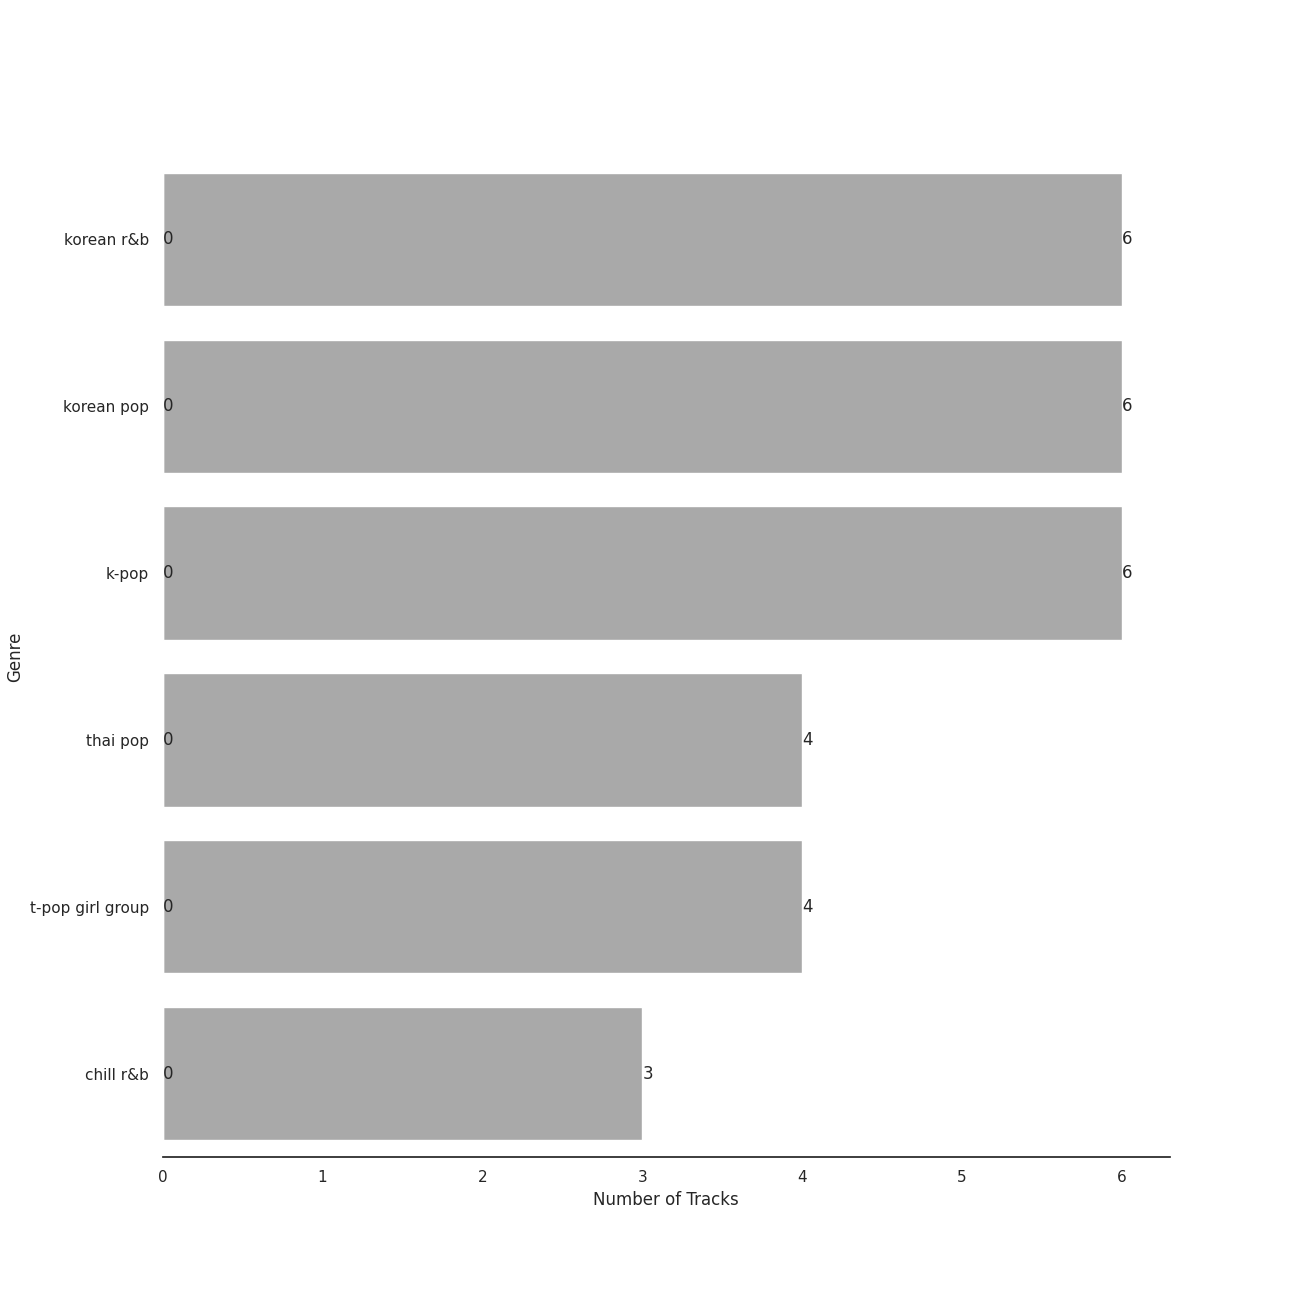 korean r&b 0 6
korean pop 0 6
k-pop 0 6
Genre
thai pop 0 4
t-pop girl group 0 4
chill r&b 0 3
0 1 2 3 4 5 6
Number of Tracks